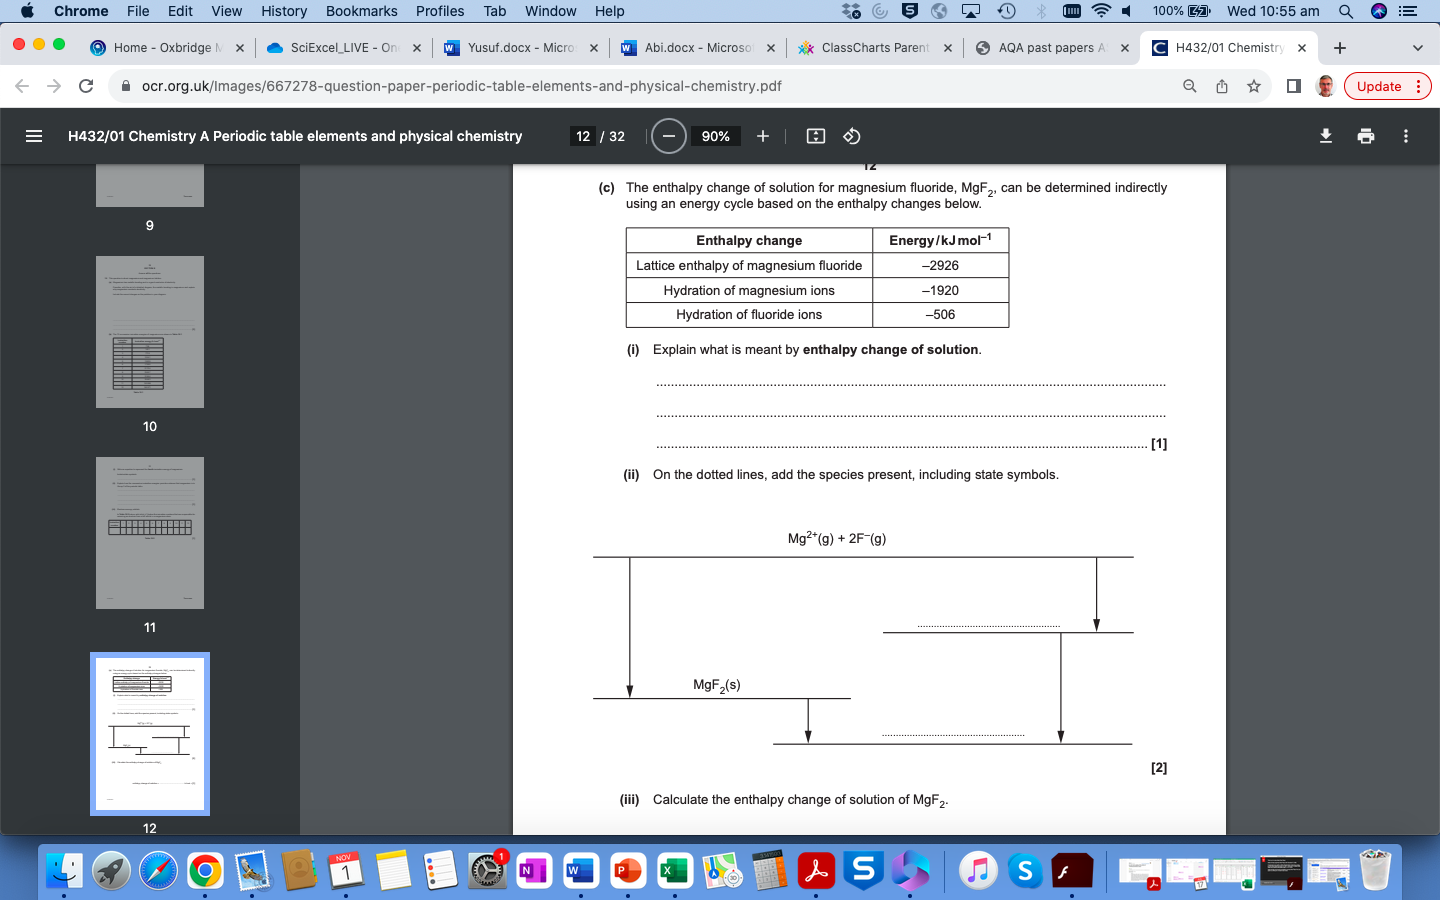 Chrome File Edit View History Bookmarks Profiles Tab Window Help 100% Wed 10:55 am
Home - Oxbridge M SciExcel_LIVE - On Yusuf.docx - Micro Abi.docx - Microso ClassCharts Parent AQA past papers A H432/01 Chemistry
ocr.org.uk/Images/667278-question-paper-periodic-table-elements-and-physical-chemistry.pdf Update
H432/01 Chemistry A Periodic table elements and physical chemistry 12 / 32 90%
9
10
11
12
12
(c) The enthalpy change of solution for magnesium fluoride, MgF₂, can be determined indirectly
using an energy cycle based on the enthalpy changes below.
Enthalpy change Energy/kJ mol⁻¹
Lattice enthalpy of magnesium fluoride –2926
Hydration of magnesium ions –1920
Hydration of fluoride ions –506
(i) Explain what is meant by enthalpy change of solution.
[1]
(ii) On the dotted lines, add the species present, including state symbols.
Mg²⁺(g) + 2F⁻(g)
MgF₂(s)
[2]
(iii) Calculate the enthalpy change of solution of MgF₂.
NOV
1
1